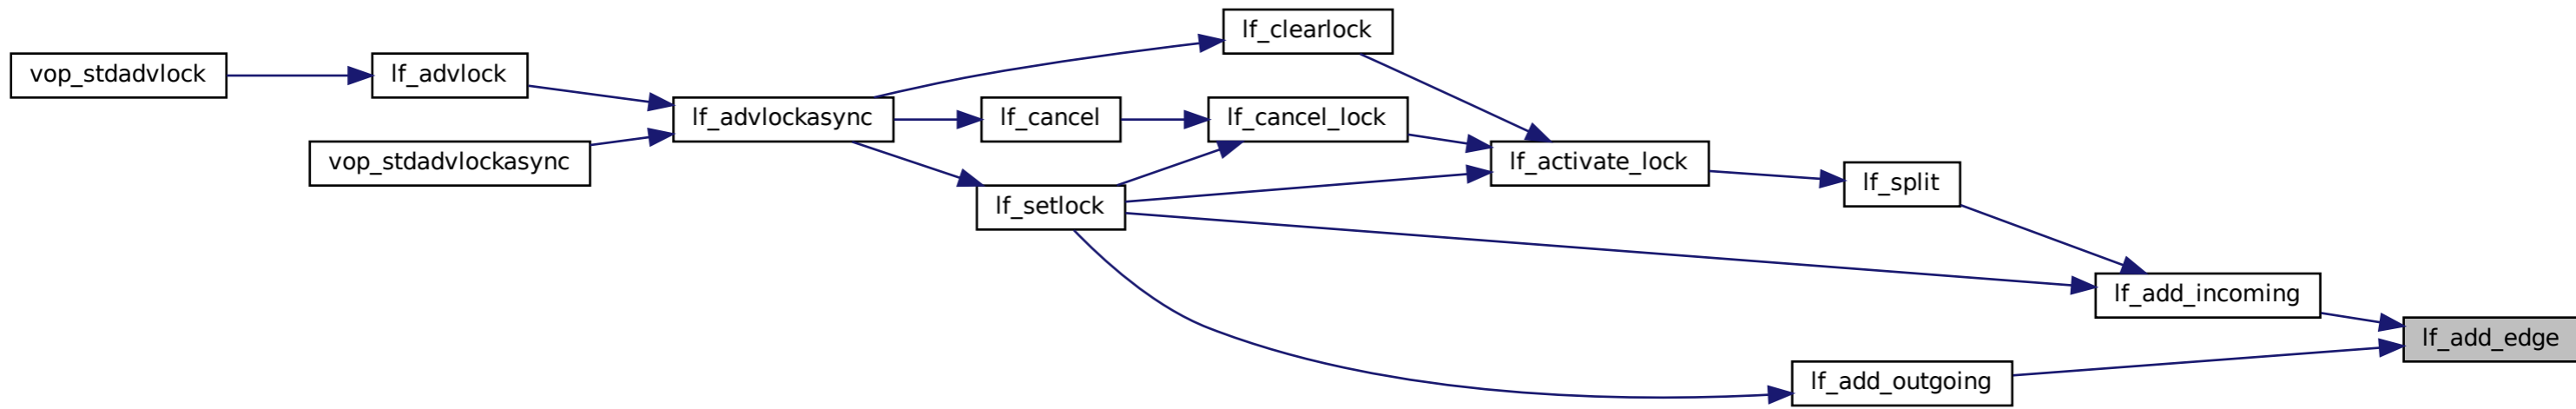 lf_clearlock
vop_stdadvlock
lf_advlock
lf_advlockasync
lf_cancel
lf_cancel_lock
vop_stdadvlockasync
lf_activate_lock
lf_split
lf_setlock
lf_add_incoming
lf_add_edge
lf_add_outgoing